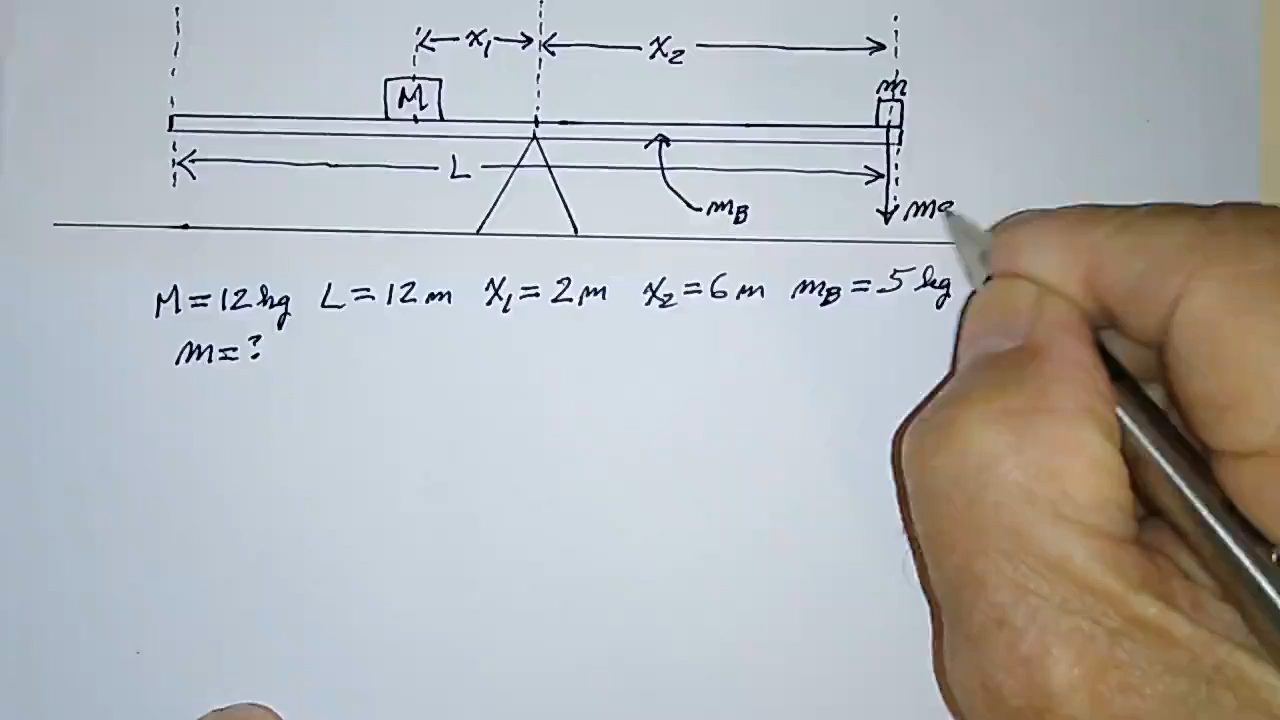 x₁ x₂
M m
L
m_B mg
M = 12 kg L = 12 m x₁ = 2 m x₂ = 6 m m_B = 5 kg
m = ?